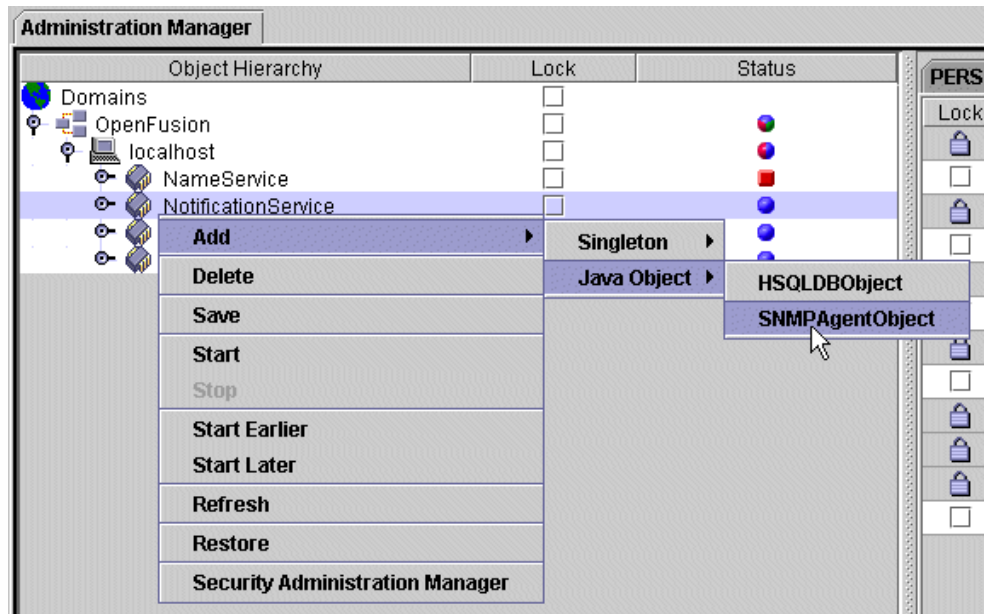 Administration Manager
Object Hierarchy Lock Status
PERS
Lock
Domains
OpenFusion
localhost
NameService
NotificationService
Add
Singleton
Java Object
HSQLDBObject
SNMPAgentObject
Delete
Save
Start
Stop
Start Earlier
Start Later
Refresh
Restore
Security Administration Manager